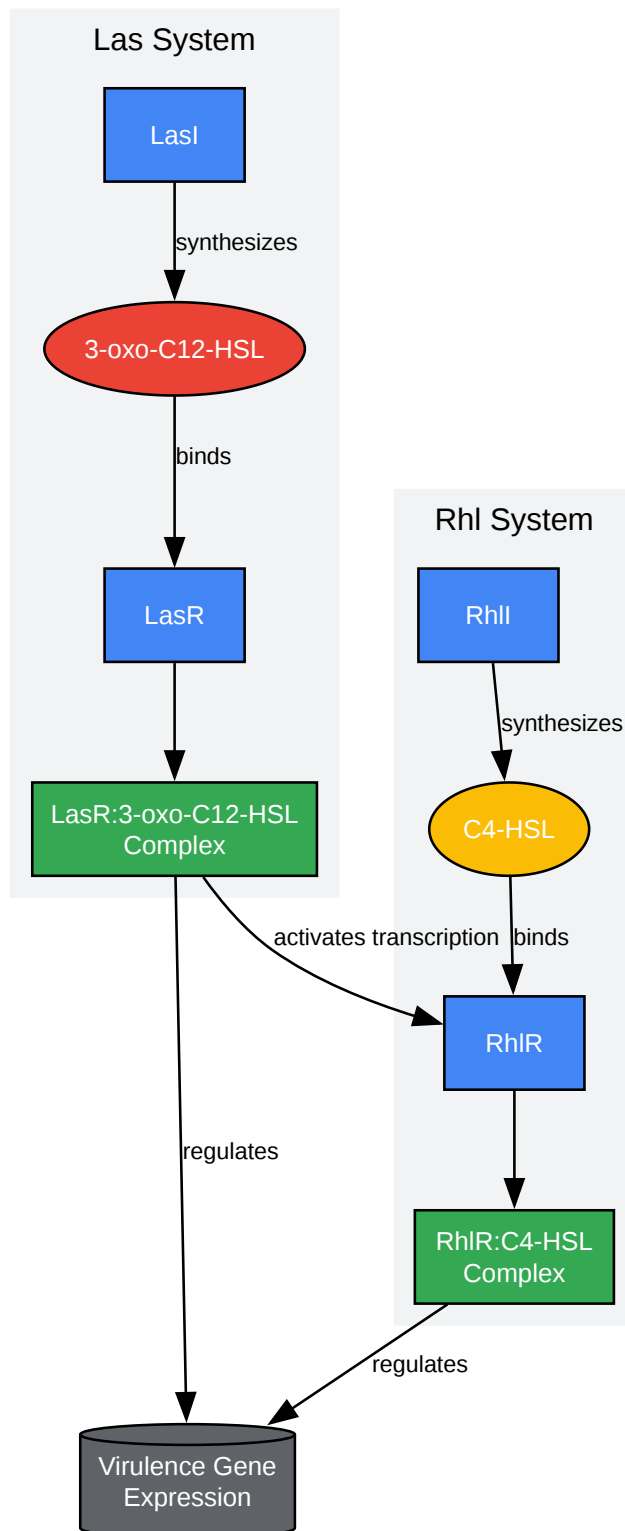 Las System
LasI
synthesizes
3-oxo-C12-HSL
binds
Rhl System
LasR
RhlI
synthesizes
LasR:3-oxo-C12-HSL
Complex
C4-HSL
activates transcription
binds
RhlR
regulates
RhlR:C4-HSL
Complex
regulates
Virulence Gene
Expression